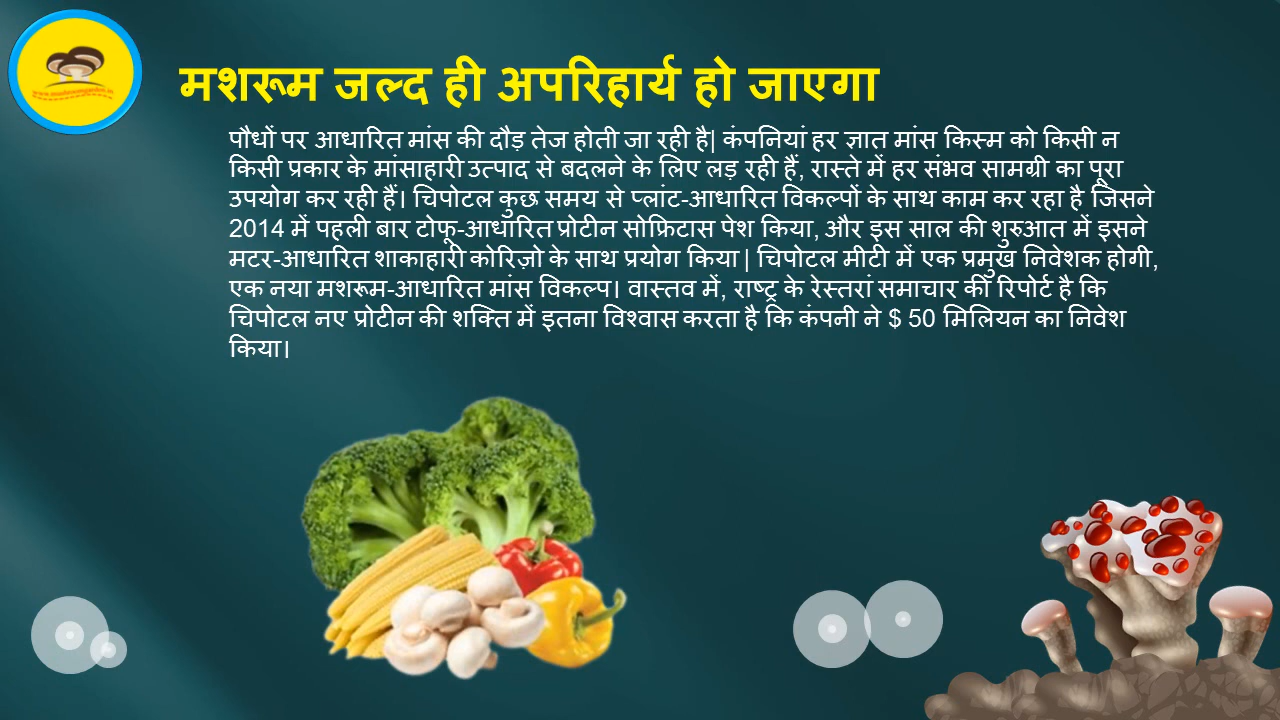 मशरूम जल्द ही अपरिहार्य हो जाएगा
पौधों पर आधारित मांस की दौड़ तेज होती जा रही है| कंपनियां हर ज्ञात मांस किस्म को किसी न
किसी प्रकार के मांसाहारी उत्पाद से बदलने के लिए लड़ रही हैं, रास्ते में हर संभव सामग्री का पूरा
उपयोग कर रही हैं। चिपोटल कुछ समय से प्लांट-आधारित विकल्पों के साथ काम कर रहा है जिसने
2014 में पहली बार टोफू-आधारित प्रोटीन सोफ्रिटास पेश किया, और इस साल की शुरुआत में इसने
मटर-आधारित शाकाहारी कोरिज़ो के साथ प्रयोग किया | चिपोटल मीटी में एक प्रमुख निवेशक होगी,
एक नया मशरूम-आधारित मांस विकल्प। वास्तव में, राष्ट्र के रेस्तरां समाचार की रिपोर्ट है कि
चिपोटल नए प्रोटीन की शक्ति में इतना विश्वास करता है कि कंपनी ने $ 50 मिलियन का निवेश
किया।